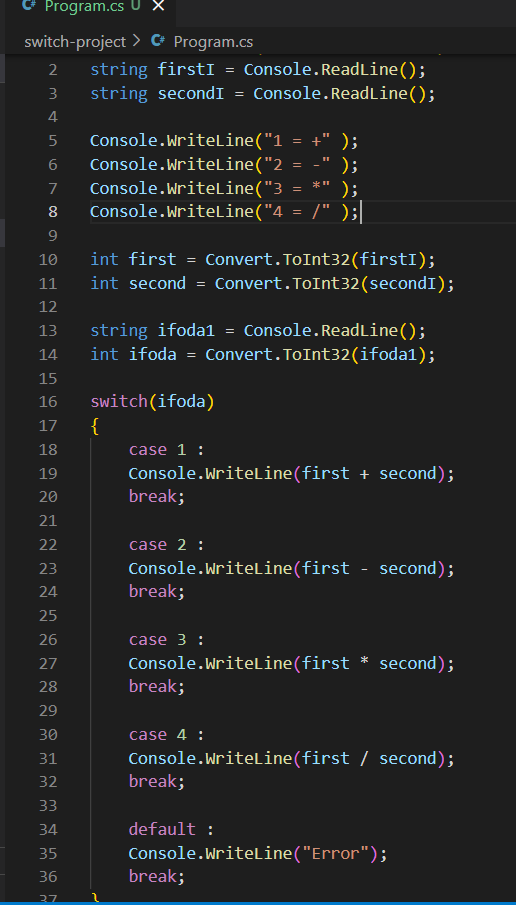 C# Program.cs U ×
switch-project > C# Program.cs
2 string firstI = Console.ReadLine();
3 string secondI = Console.ReadLine();
4
5 Console.WriteLine("1 = +" );
6 Console.WriteLine("2 = -" );
7 Console.WriteLine("3 = *" );
8 Console.WriteLine("4 = /" );
9
10 int first = Convert.ToInt32(firstI);
11 int second = Convert.ToInt32(secondI);
12
13 string ifoda1 = Console.ReadLine();
14 int ifoda = Convert.ToInt32(ifoda1);
15
16 switch(ifoda)
17 {
18 case 1 :
19 Console.WriteLine(first + second);
20 break;
21
22 case 2 :
23 Console.WriteLine(first - second);
24 break;
25
26 case 3 :
27 Console.WriteLine(first * second);
28 break;
29
30 case 4 :
31 Console.WriteLine(first / second);
32 break;
33
34 default :
35 Console.WriteLine("Error");
36 break;
37 }